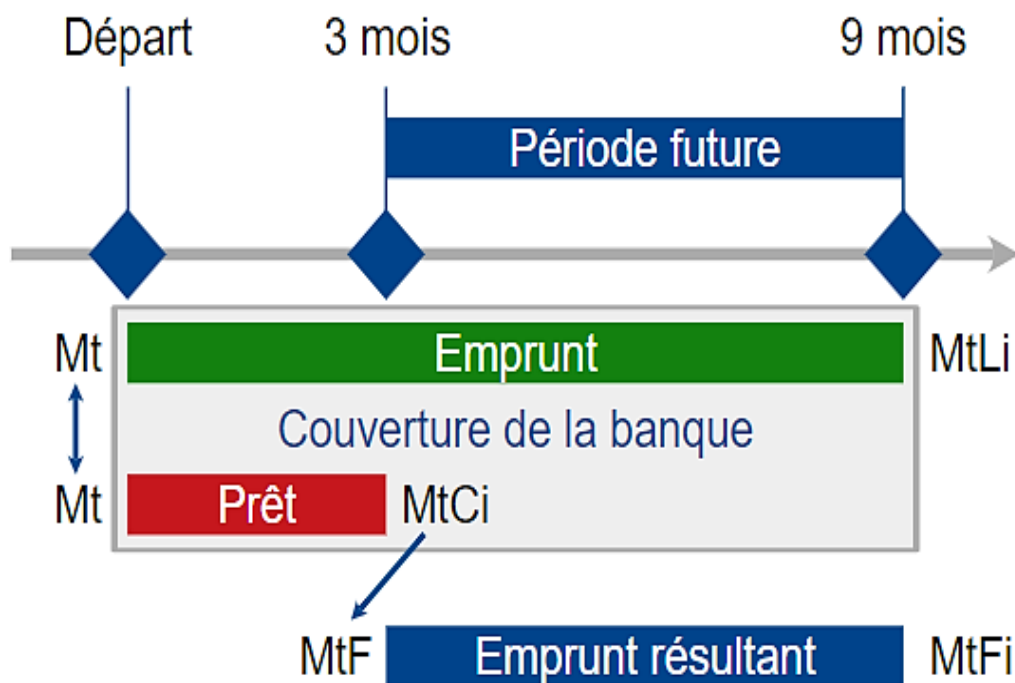 Départ 3 mois 9 mois
Période future
Mt Emprunt MtLi
Couverture de la banque
Mt Prêt MtCi
MtF Emprunt résultant MtFi